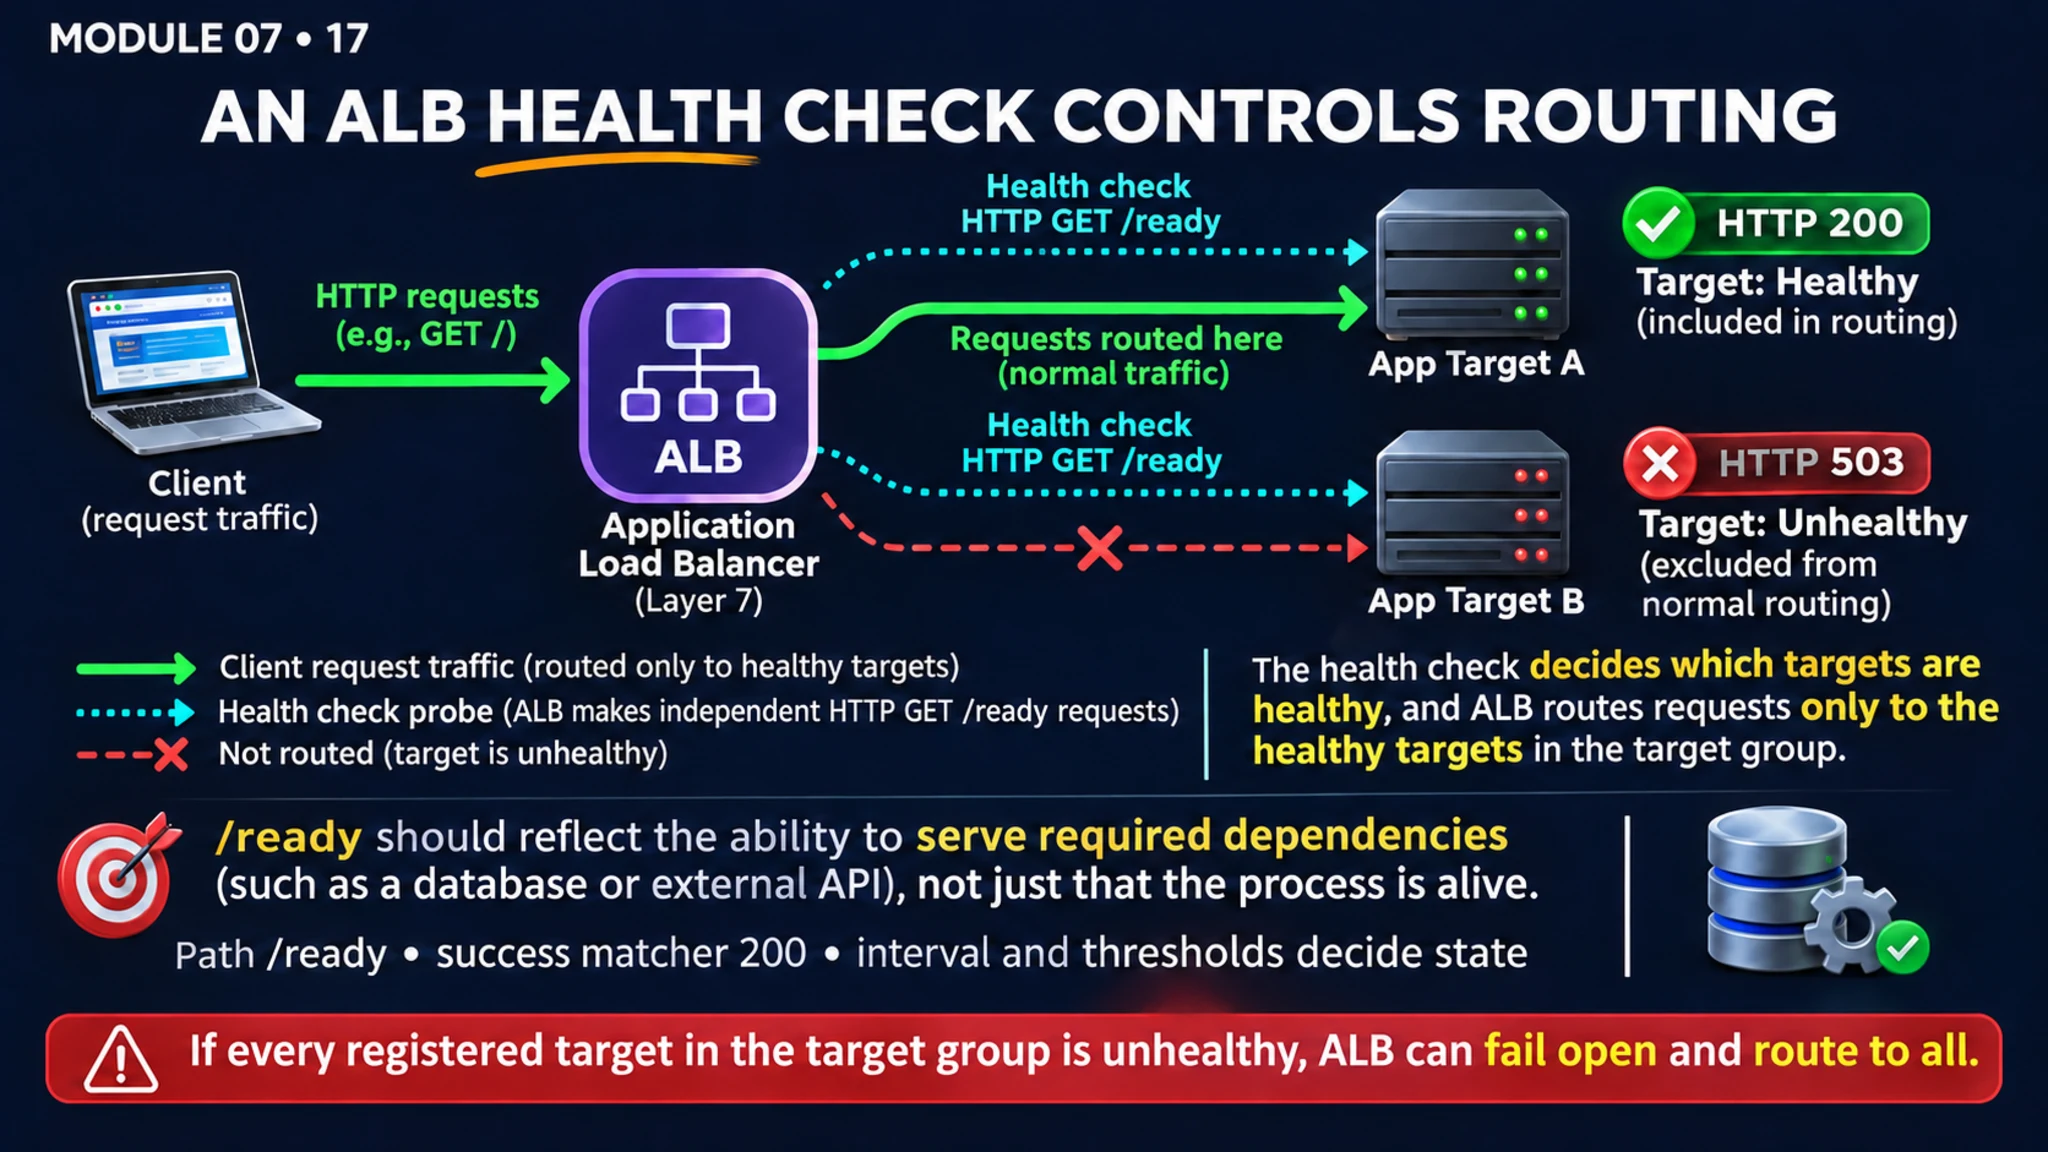 MODULE 07 • 17
AN ALB HEALTH CHECK CONTROLS ROUTING
Health check
HTTP GET /ready
HTTP 200
Target: Healthy
(included in routing)
HTTP requests
(e.g., GET /)
Requests routed here
(normal traffic)
App Target A
Health check
HTTP GET /ready
ALB
HTTP 503
Client
(request traffic)
Application
Load Balancer
(Layer 7)
Target: Unhealthy
(excluded from
normal routing)
App Target B
Client request traffic (routed only to healthy targets)
Health check probe (ALB makes independent HTTP GET /ready requests)
Not routed (target is unhealthy)
The health check decides which targets are
healthy, and ALB routes requests only to the
healthy targets in the target group.
/ready should reflect the ability to serve required dependencies
(such as a database or external API), not just that the process is alive.
Path /ready • success matcher 200 • interval and thresholds decide state
If every registered target in the target group is unhealthy, ALB can fail open and route to all.